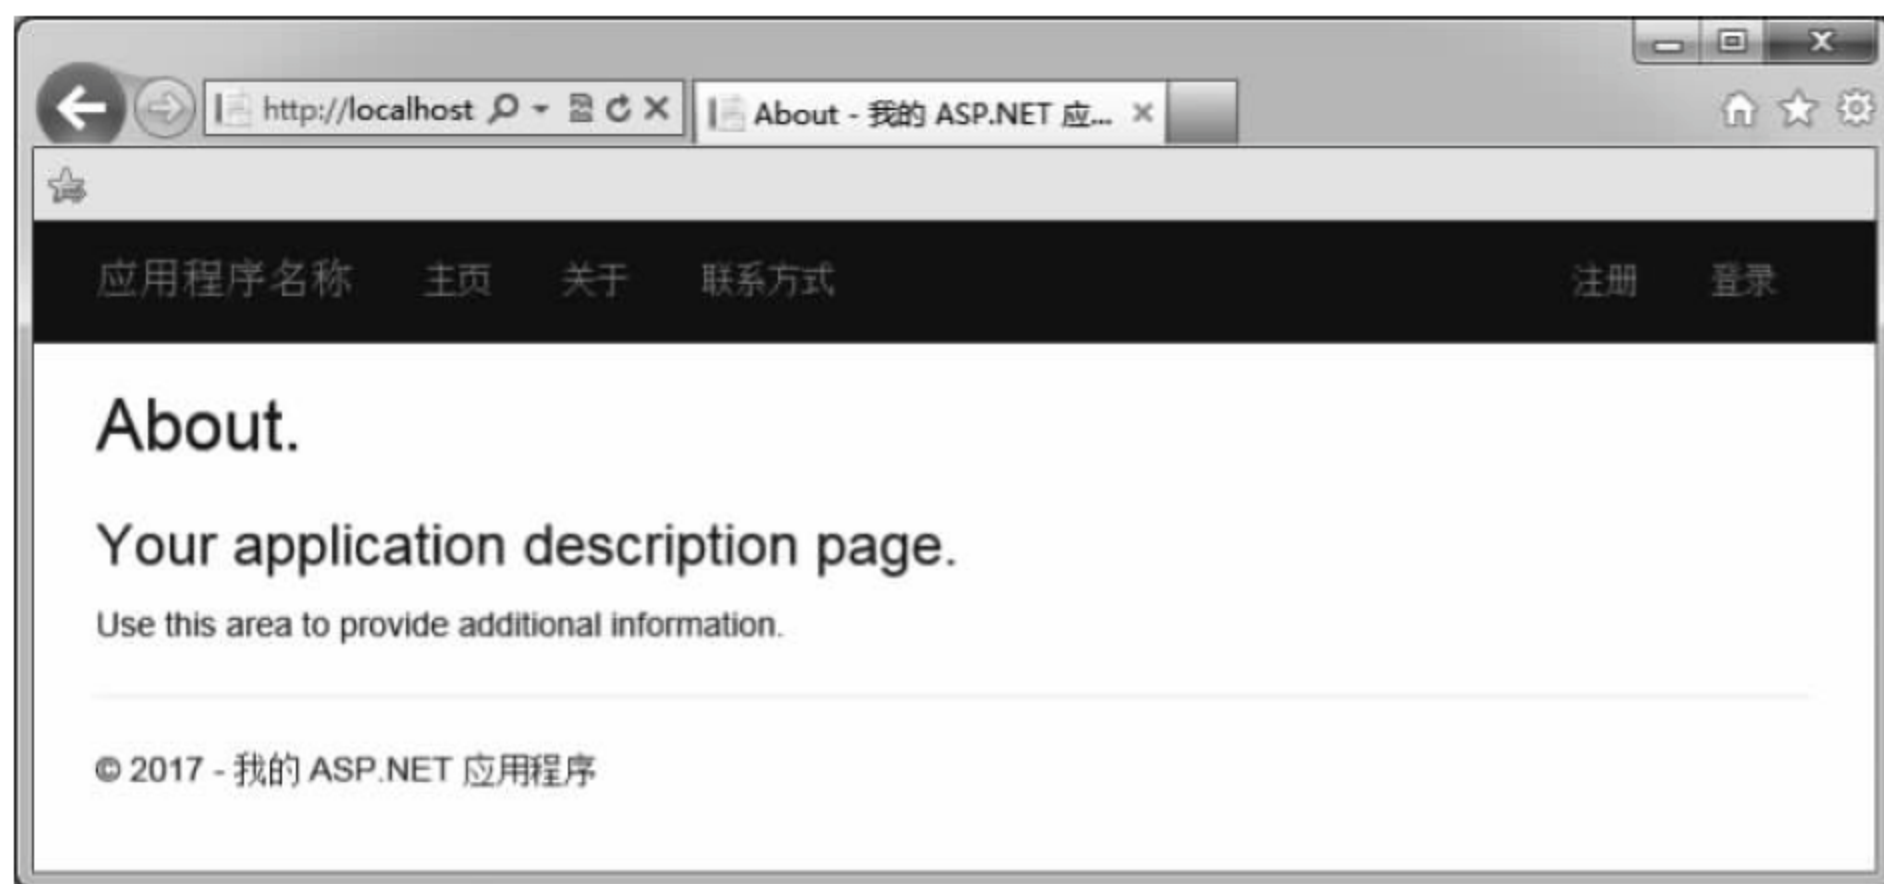 http://localhost
About - 我的 ASP.NET 应...
应用程序名称 主页 关于 联系方式 注册 登录
About.
Your application description page.
Use this area to provide additional information.
© 2017 - 我的 ASP.NET 应用程序